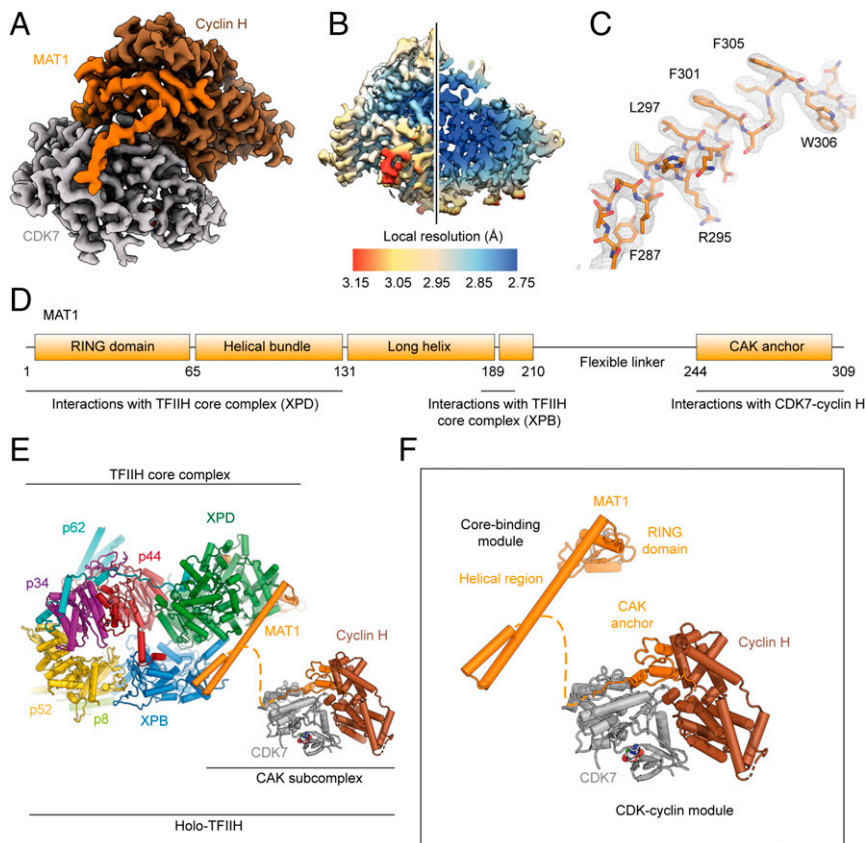 A
Cyclin H
MAT1
CDK7
B
Local resolution (Å)
3.15 3.05 2.95 2.85 2.75
C
F305
F301
L297
W306
R295
F287
D
MAT1
RING domain Helical bundle Long helix CAK anchor
Flexible linker
1 65 131 189 210 244 309
Interactions with TFIIH core complex (XPD)
Interactions with TFIIH
core complex (XPB)
Interactions with CDK7-cyclin H
E
TFIIH core complex
p62
XPD
p44
p34
MAT1
Cyclin H
p52
p8
XPB
CDK7
CAK subcomplex
Holo-TFIIH
F
MAT1
Core-binding
module
RING
domain
Helical region
CAK
anchor
Cyclin H
CDK7
CDK-cyclin module